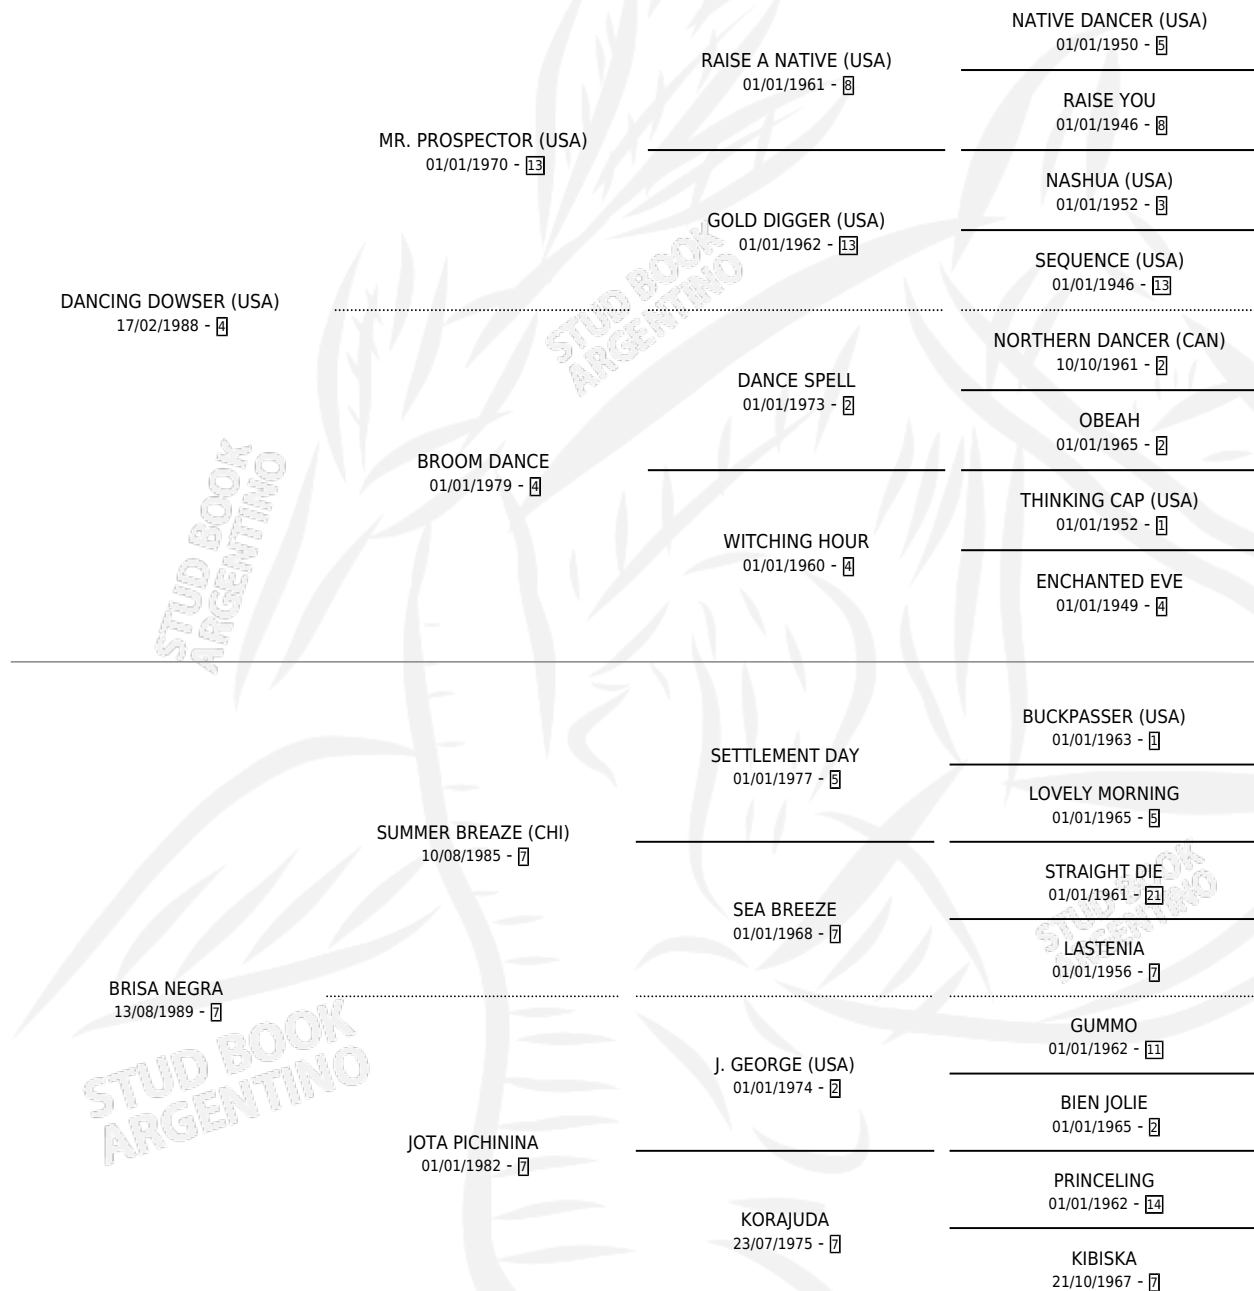 NATIVE DANCER (USA)
01/01/1950 - 5
RAISE A NATIVE (USA)
01/01/1961 - 8
RAISE YOU
01/01/1946 - 8
MR. PROSPECTOR (USA)
01/01/1970 - 13
NASHUA (USA)
01/01/1952 - 3
GOLD DIGGER (USA)
01/01/1962 - 13
SEQUENCE (USA)
01/01/1946 - 13
DANCING DOWSER (USA)
17/02/1988 - 4
NORTHERN DANCER (CAN)
10/10/1961 - 2
DANCE SPELL
01/01/1973 - 2
OBEAH
01/01/1965 - 2
BROOM DANCE
01/01/1979 - 4
THINKING CAP (USA)
01/01/1952 - 1
WITCHING HOUR
01/01/1960 - 4
ENCHANTED EVE
01/01/1949 - 4
BUCKPASSER (USA)
01/01/1963 - 1
SETTLEMENT DAY
01/01/1977 - 5
LOVELY MORNING
01/01/1965 - 5
SUMMER BREAZE (CHI)
10/08/1985 - 7
STRAIGHT DIE
01/01/1961 - 21
SEA BREEZE
01/01/1968 - 7
LASTENIA
01/01/1956 - 7
BRISA NEGRA
13/08/1989 - 7
GUMMO
01/01/1962 - 11
J. GEORGE (USA)
01/01/1974 - 2
BIEN JOLIE
01/01/1965 - 2
JOTA PICHININA
01/01/1982 - 7
PRINCELING
01/01/1962 - 14
KORAJUDA
23/07/1975 - 7
KIBISKA
21/10/1967 - 7
STUD BOOK
ARGENTINO
STUD BOOK
ARGENTINO
STUD BOOK
ARGENTINO
STUD BOOK
ARGENTINO